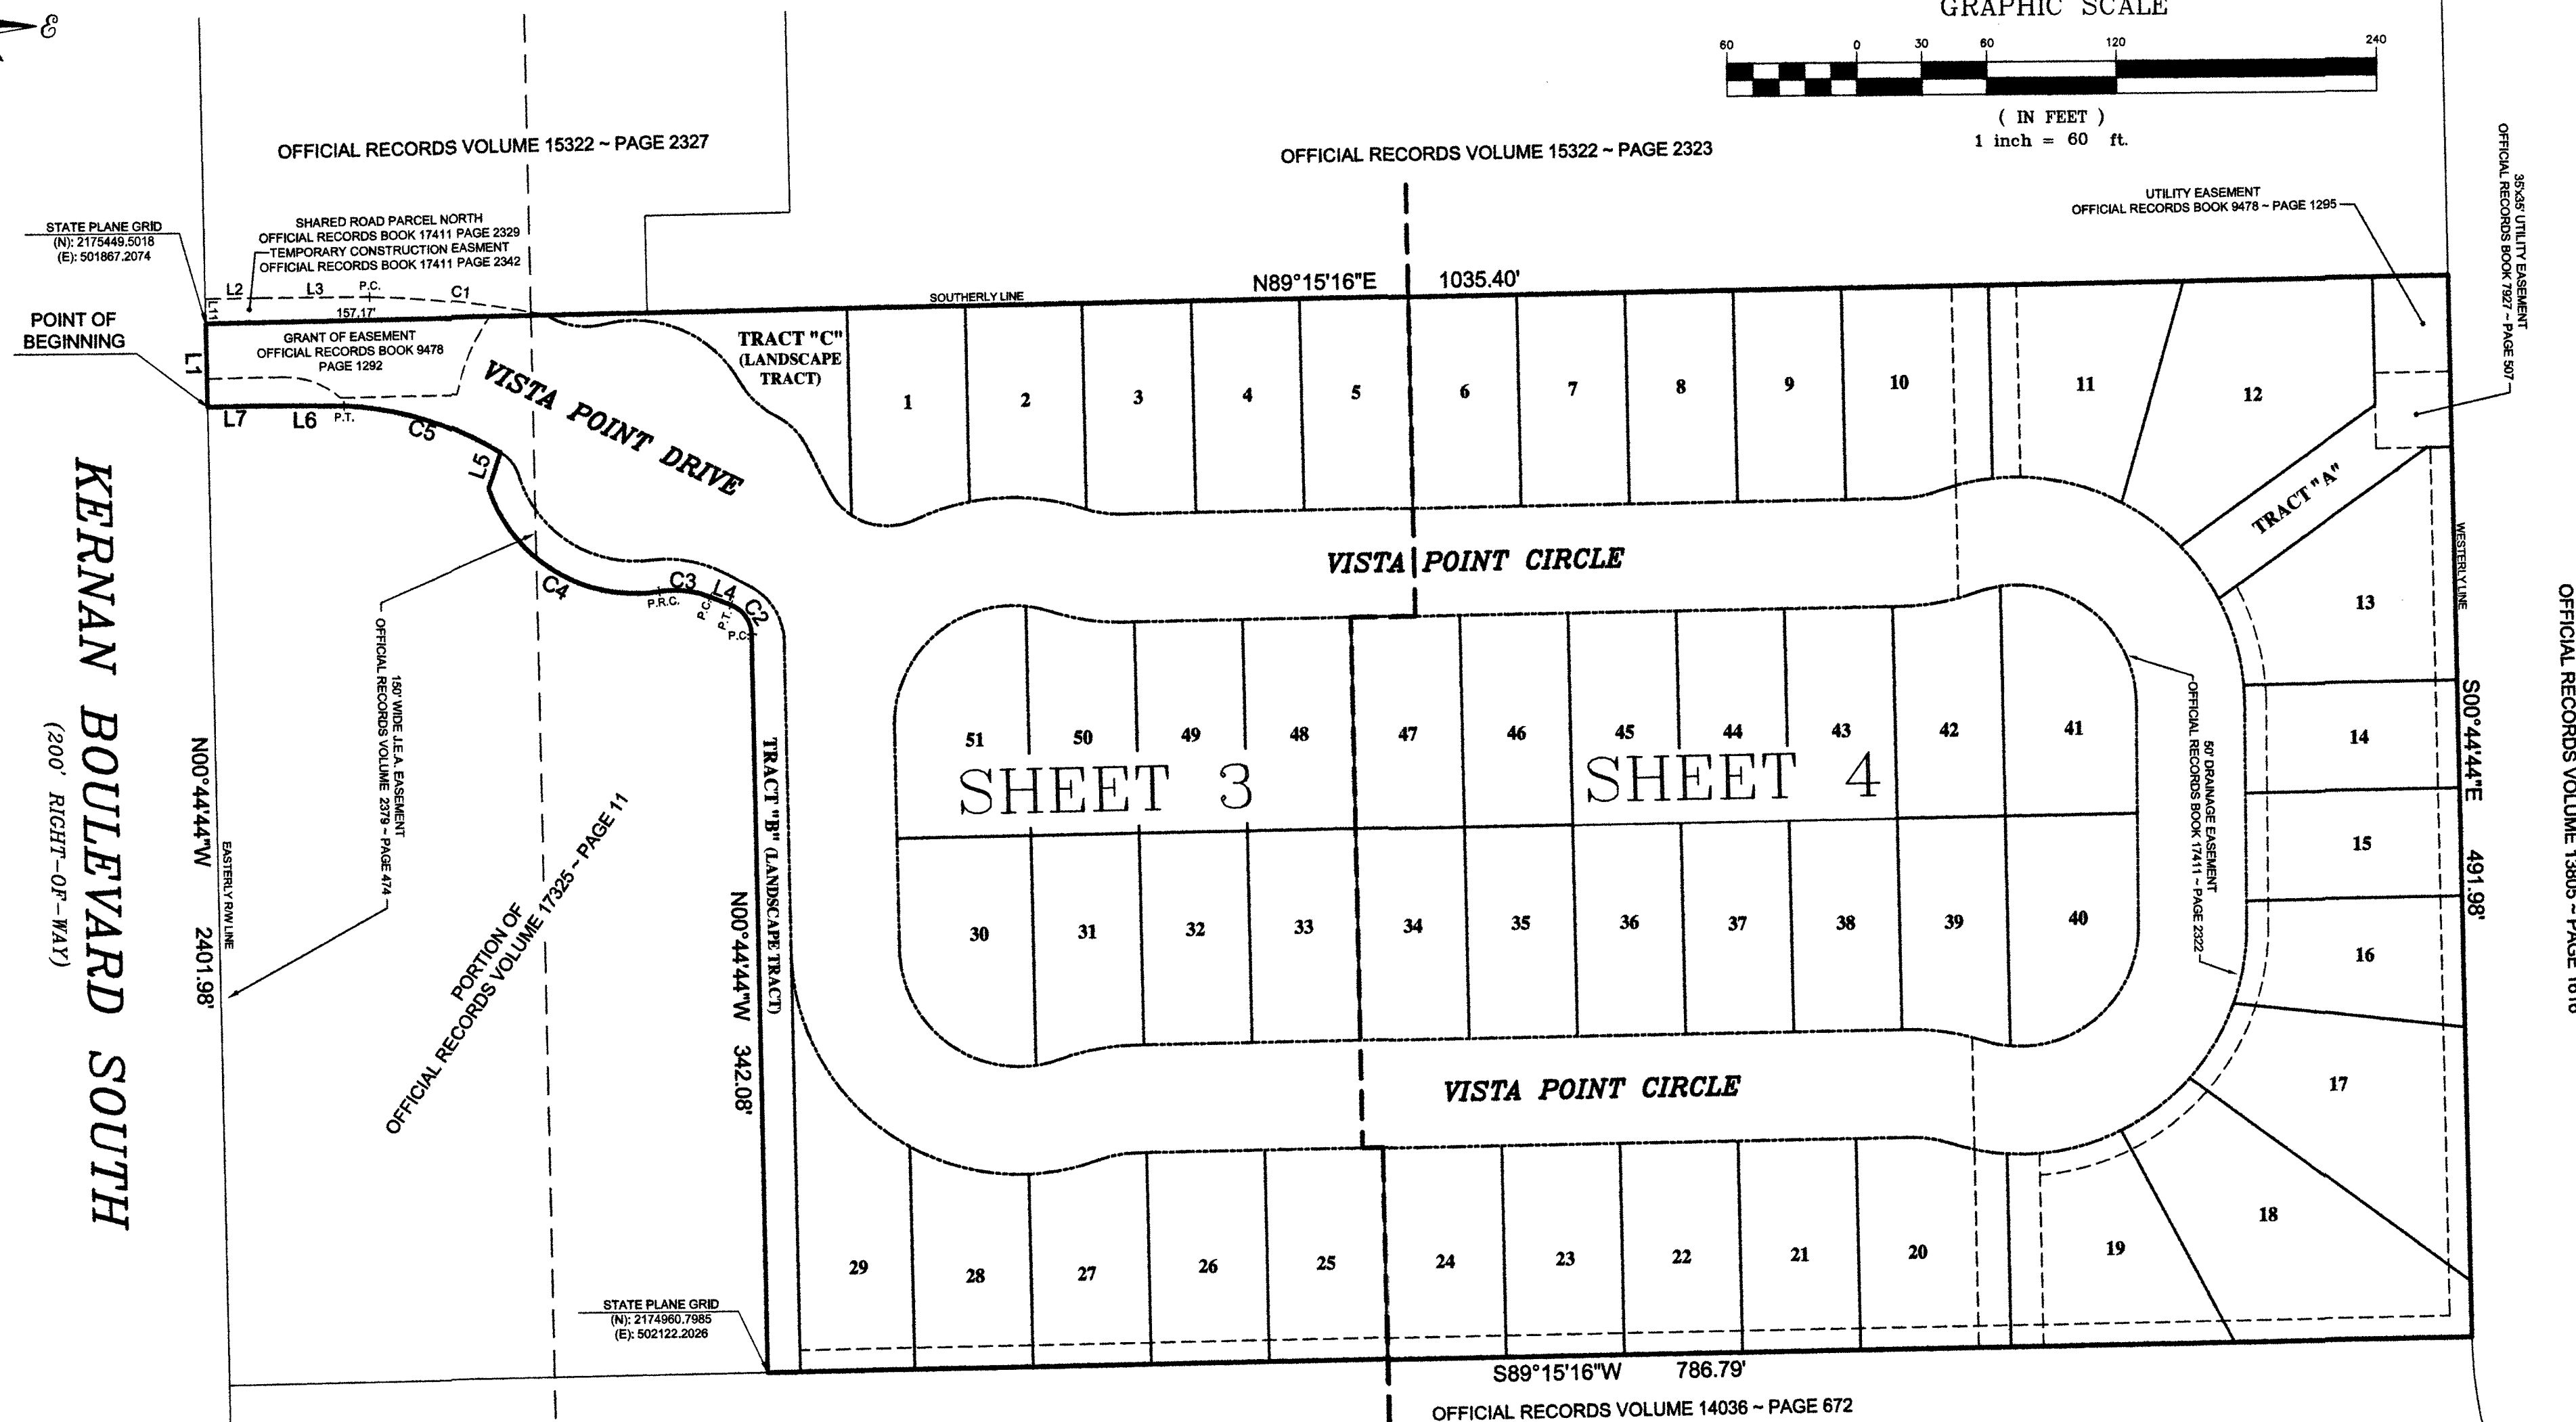 GRAPHIC SCALE
60 0 30 60 120 240
( IN FEET )
1 inch = 60 ft.
E
OFFICIAL RECORDS VOLUME 15322 ~ PAGE 2327
OFFICIAL RECORDS VOLUME 15322 ~ PAGE 2323
UTILITY EASEMENT
OFFICIAL RECORDS BOOK 9478 ~ PAGE 1295
35'x35' UTILITY EASEMENT
OFFICIAL RECORDS BOOK 7927 ~ PAGE 507
STATE PLANE GRID
(N): 2175449.5018
(E): 501867.2074
SHARED ROAD PARCEL NORTH
OFFICIAL RECORDS BOOK 17411 PAGE 2329
TEMPORARY CONSTRUCTION EASMENT
OFFICIAL RECORDS BOOK 17411 PAGE 2342
L2 L3 P.C. C1
L11
157.17'
N89°15'16"E 1035.40'
SOUTHERLY LINE
POINT OF
BEGINNING
L1
GRANT OF EASEMENT
OFFICIAL RECORDS BOOK 9478
PAGE 1292
L7 L6 P.T. C5
L5
VISTA POINT DRIVE
TRACT "C"
(LANDSCAPE
TRACT)
1 2 3 4 5 6 7 8 9 10 11 12
TRACT "A"
WESTERLY LINE
VISTA POINT CIRCLE
C4 C3 L4 C2
P.R.C. P.C. P.T. P.C.
13
14
15
16
17
18
19
S00°44'44"E 491.98'
OFFICIAL RECORDS VOLUME 13805 ~ PAGE 1616
50' DRAINAGE EASEMENT
OFFICIAL RECORDS BOOK 17411 ~ PAGE 2322
51 50 49 48 47 46 45 44 43 42 41
SHEET 3
SHEET 4
30 31 32 33 34 35 36 37 38 39 40
VISTA POINT CIRCLE
KERNAN BOULEVARD SOUTH
(200' RIGHT-OF-WAY)
N00°44'44"W 2401.98'
EASTERLY R/W LINE
150' WIDE J.E.A. EASEMENT
OFFICIAL RECORDS VOLUME 2379 ~ PAGE 474
PORTION OF
OFFICIAL RECORDS VOLUME 17325 ~ PAGE 11
TRACT "B" (LANDSCAPE TRACT)
N00°44'44"W 342.08'
29 28 27 26 25 24 23 22 21 20
STATE PLANE GRID
(N): 2174960.7985
(E): 502122.2026
S89°15'16"W 786.79'
OFFICIAL RECORDS VOLUME 14036 ~ PAGE 672